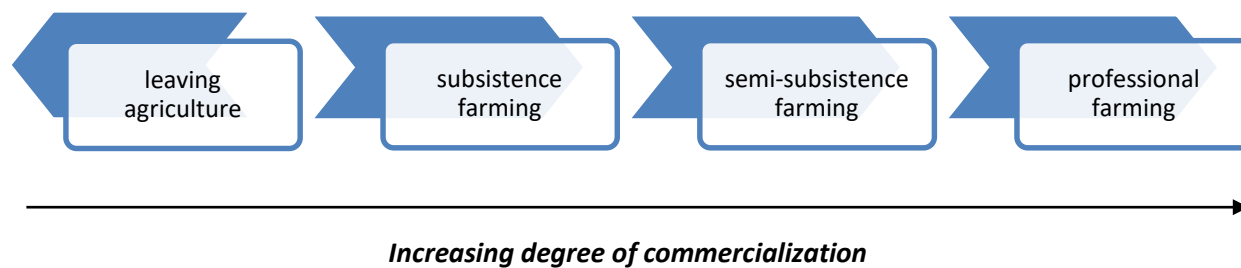 leaving
agriculture
subsistence
farming
semi-subsistence
farming
professional
farming
Increasing degree of commercialization